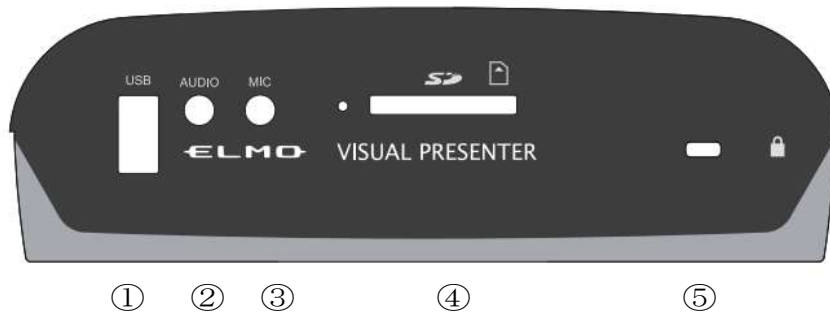 USB AUDIO MIC SD
ELMO VISUAL PRESENTER
① ② ③ ④ ⑤